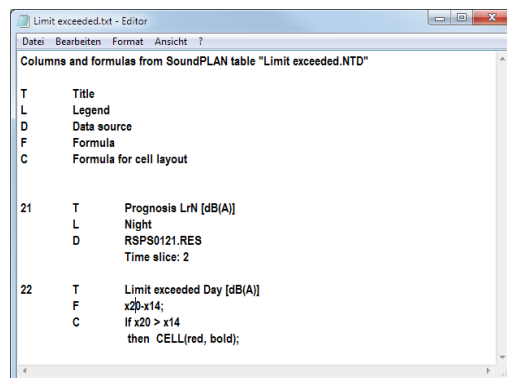 Limit exceeded.txt - Editor
Datei Bearbeiten Format Ansicht ?
Columns and formulas from SoundPLAN table "Limit exceeded.NTD"
T Title
L Legend
D Data source
F Formula
C Formula for cell layout
21 T Prognosis LrN [dB(A)]
L Night
D RSPS0121.RES
Time slice: 2
22 T Limit exceeded Day [dB(A)]
F x20-x14;
C If x20 > x14
then CELL(red, bold);